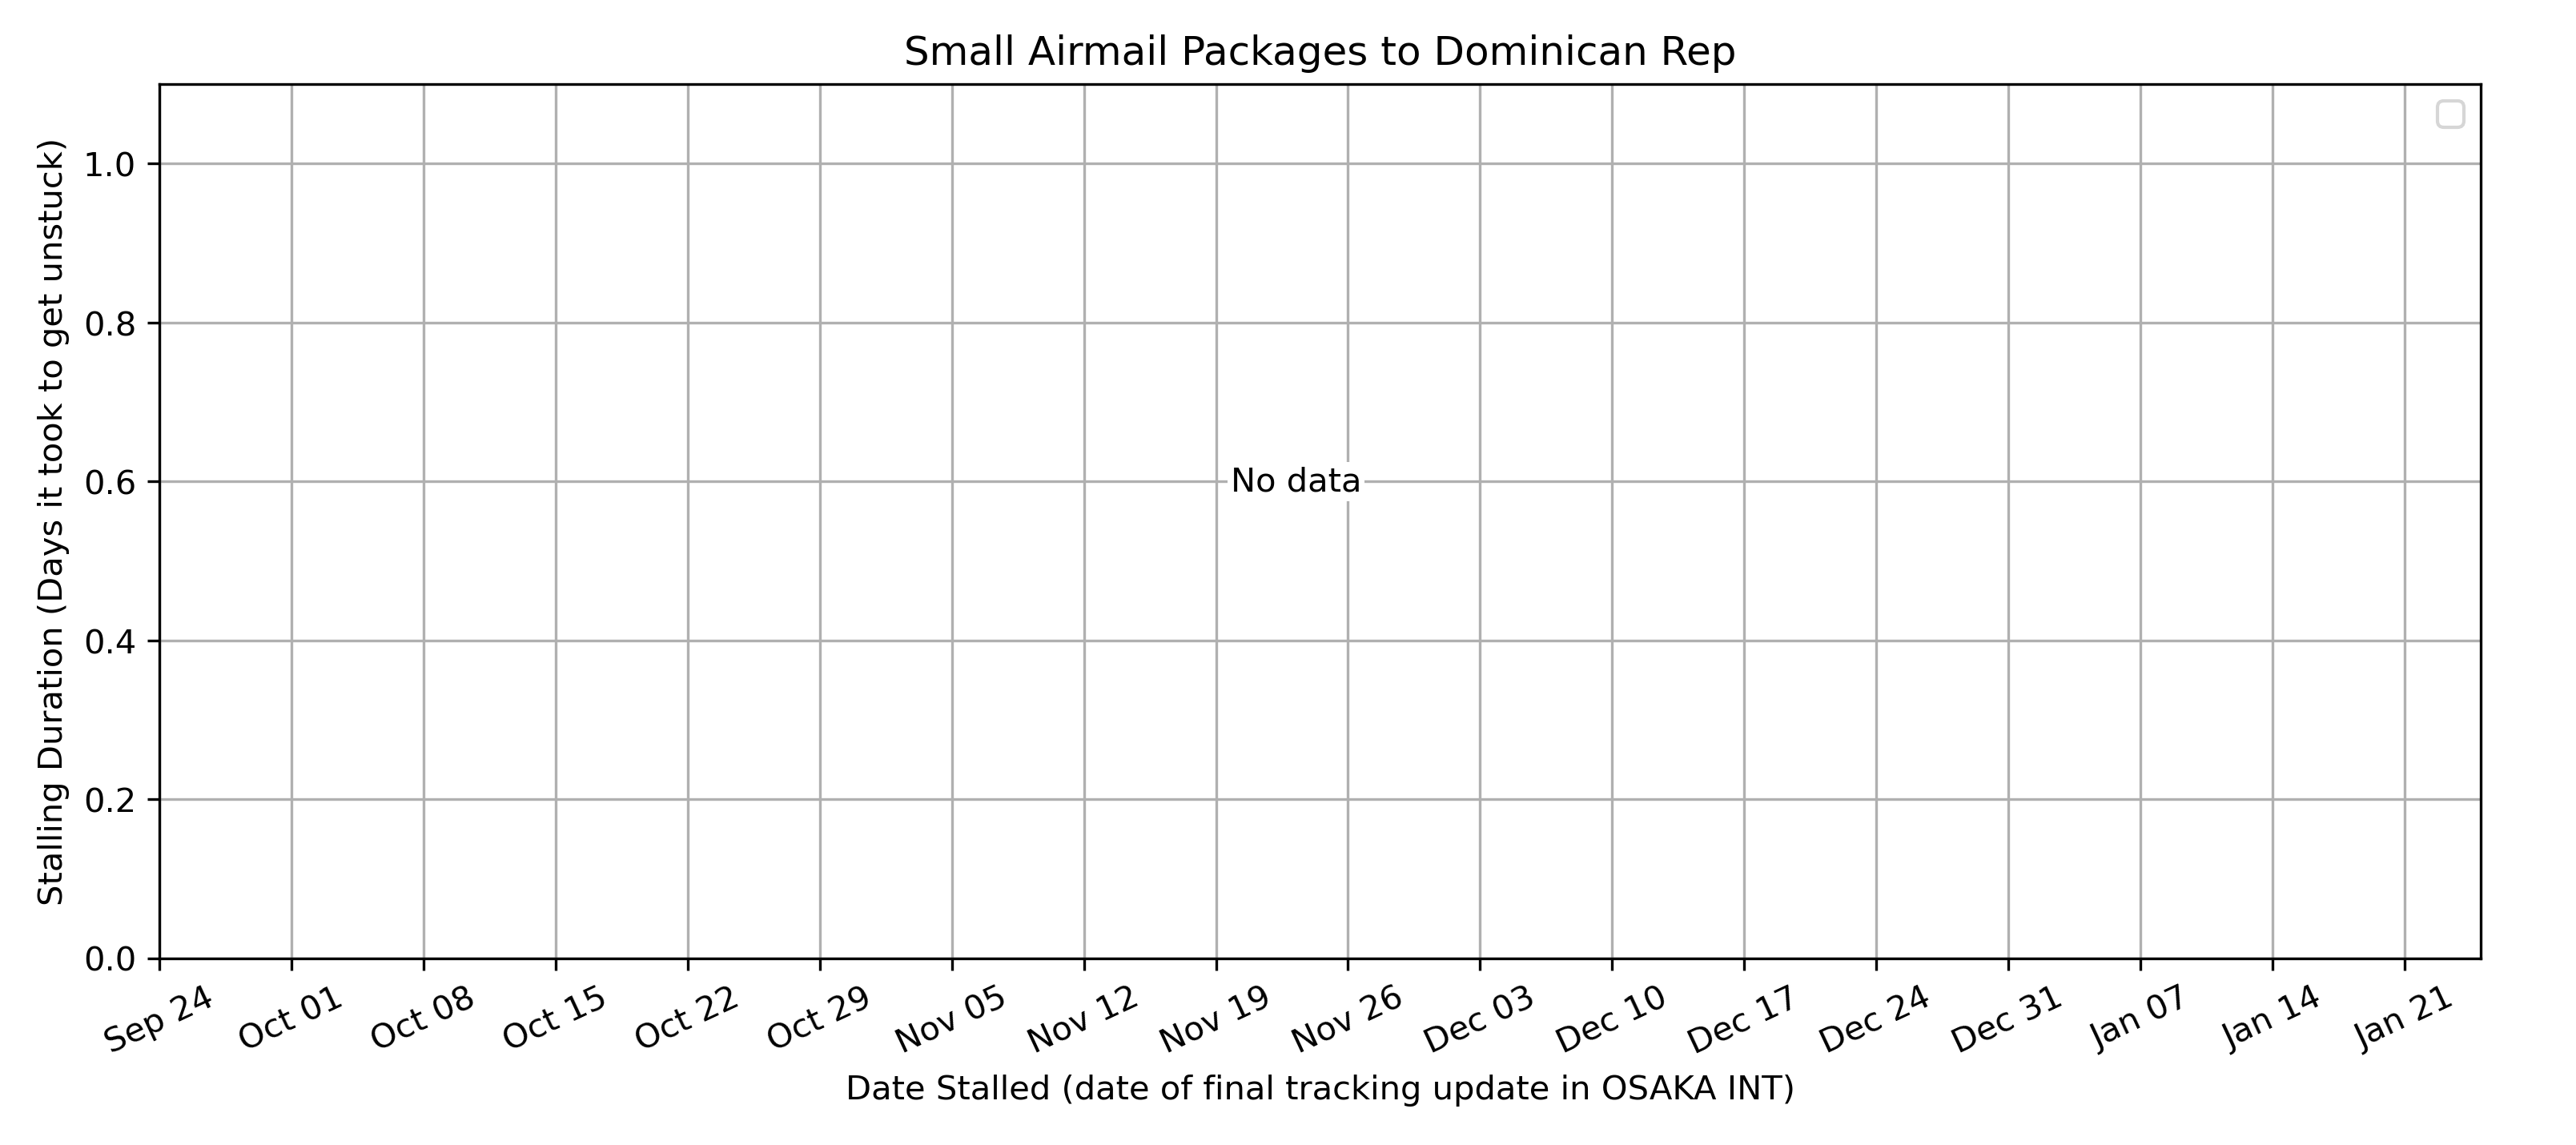 Small Airmail Packages to Dominican Rep
Stalling Duration (Days it took to get unstuck)
1.0
0.8
0.6
0.4
0.2
0.0
No data
Sep 24 Oct 01 Oct 08 Oct 15 Oct 22 Oct 29 Nov 05 Nov 12 Nov 19 Nov 26 Dec 03 Dec 10 Dec 17 Dec 24 Dec 31 Jan 07 Jan 14 Jan 21
Date Stalled (date of final tracking update in OSAKA INT)